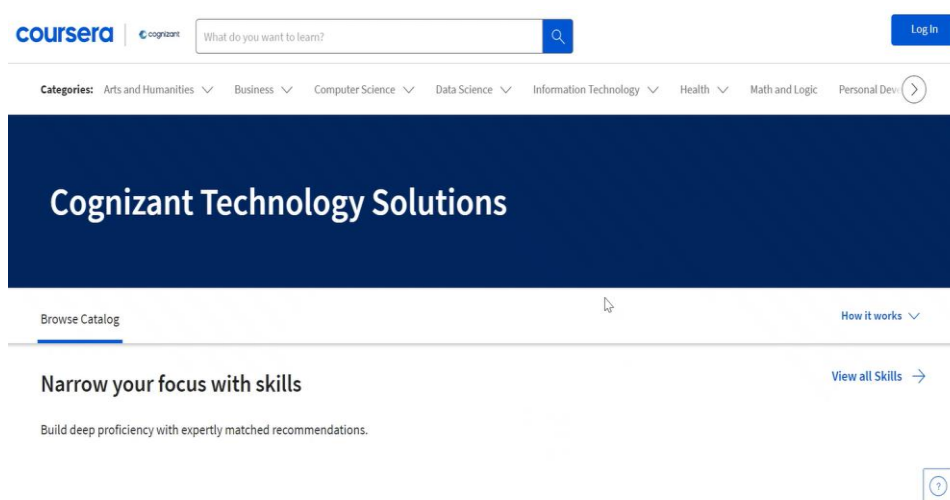 coursera cognizant What do you want to learn? Log In
Categories: Arts and Humanities Business Computer Science Data Science Information Technology Health Math and Logic Personal Dev
Cognizant Technology Solutions
Browse Catalog How it works
Narrow your focus with skills View all Skills
Build deep proficiency with expertly matched recommendations.
?